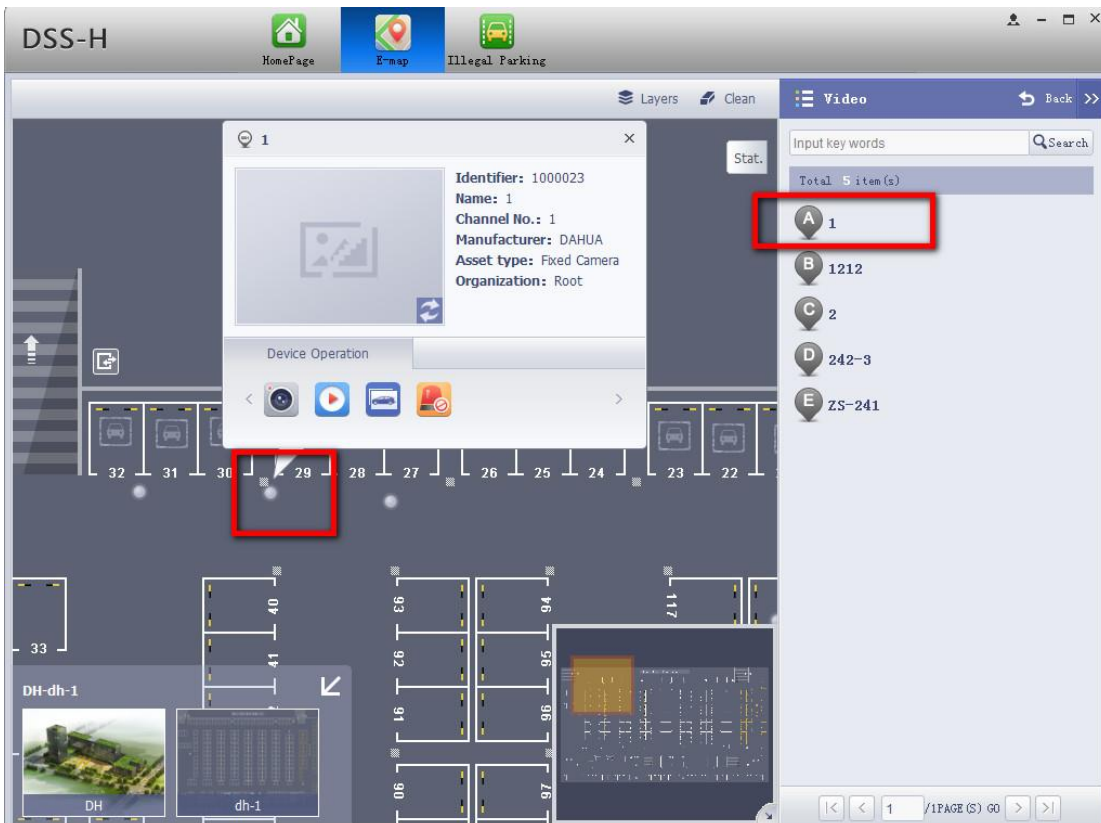 DSS-H
HomePage
E-map
Illegal Parking
Layers
Clean
Video
Back >>
1
×
Stat.
Input key words
Search
Identifier: 1000023
Name: 1
Channel No.: 1
Manufacturer: DAHUA
Asset type: Fixed Camera
Organization: Root
Total 5 item(s)
A 1
B 1212
C 2
D 242-3
E ZS-241
Device Operation
32 31 30 29 28 27 26 25 24 23 22
40 93 94 117
33
41 92 95
DH-dh-1
91 96
DH
dh-1
90 97
1 /1PAGE(S) GO